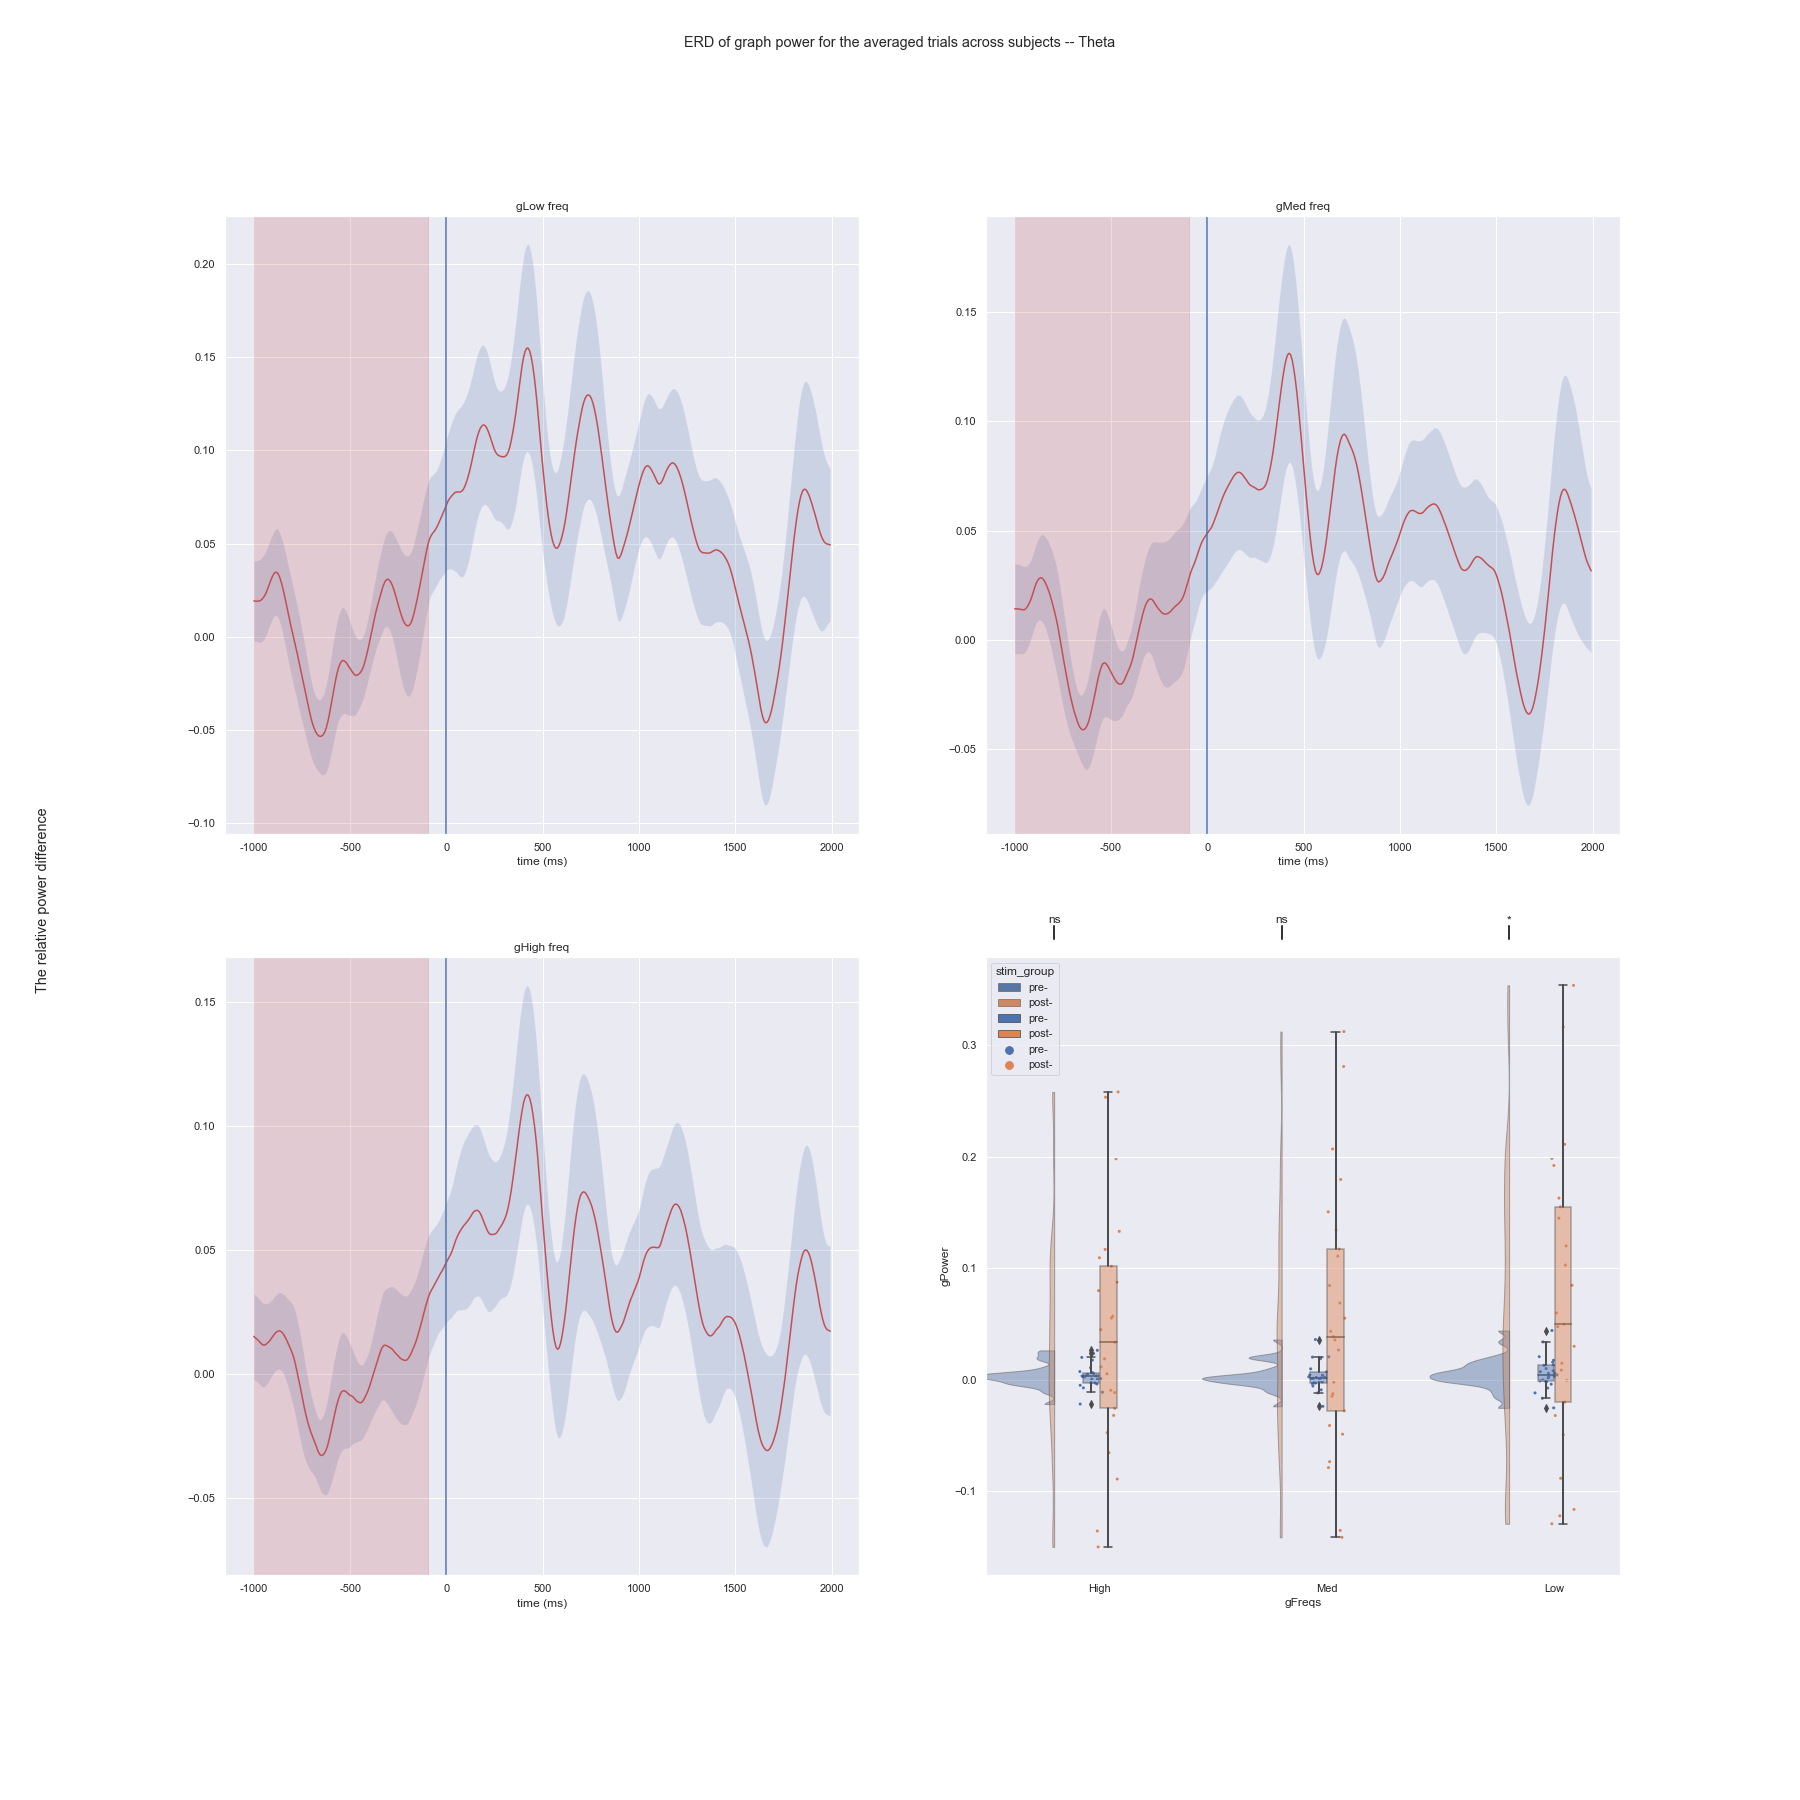 ERD of graph power for the averaged trials across subjects -- Theta
The relative power difference
gLow freq
0.20
0.15
0.10
0.05
0.00
−0.05
−0.10
-1000 -500 0 500 1000 1500 2000
time (ms)
gMed freq
0.15
0.10
0.05
0.00
−0.05
-1000 -500 0 500 1000 1500 2000
time (ms)
gHigh freq
0.15
0.10
0.05
0.00
−0.05
-1000 -500 0 500 1000 1500 2000
time (ms)
ns ns *
stim_group
pre-
post-
pre-
post-
pre-
post-
gPower
0.3
0.2
0.1
0.0
−0.1
High Med Low
gFreqs